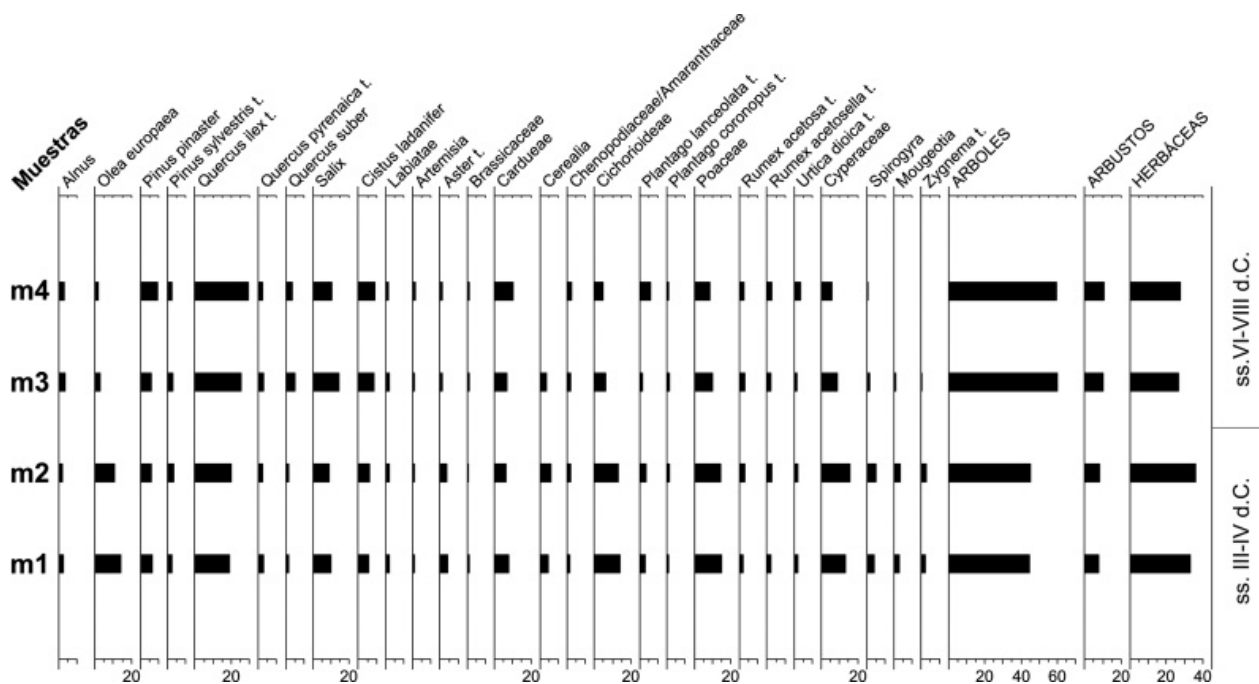 Muestras
Alnus
Olea europaea
Pinus pinaster
Pinus sylvestris t.
Quercus ilex t.
Quercus pyrenaica t.
Quercus suber
Salix
Cistus ladanifer
Labiatae
Artemisia
Aster t.
Brassicaceae
Cardueae
Cerealia
Chenopodiaceae/Amaranthaceae
Cichorioideae
Plantago lanceolata t.
Plantago coronopus t.
Poaceae
Rumex acetosa t.
Rumex acetosella t.
Urtica dioica t.
Cyperaceae
Spirogyra
Mougeotia
Zygnema t.
ARBOLES
ARBUSTOS
HERBÁCEAS
m4
m3
m2
m1
ss.VI-VIII d.C.
ss. III-IV d.C.
20 20 20 20 20 20 20 20 40 60 20 20 40